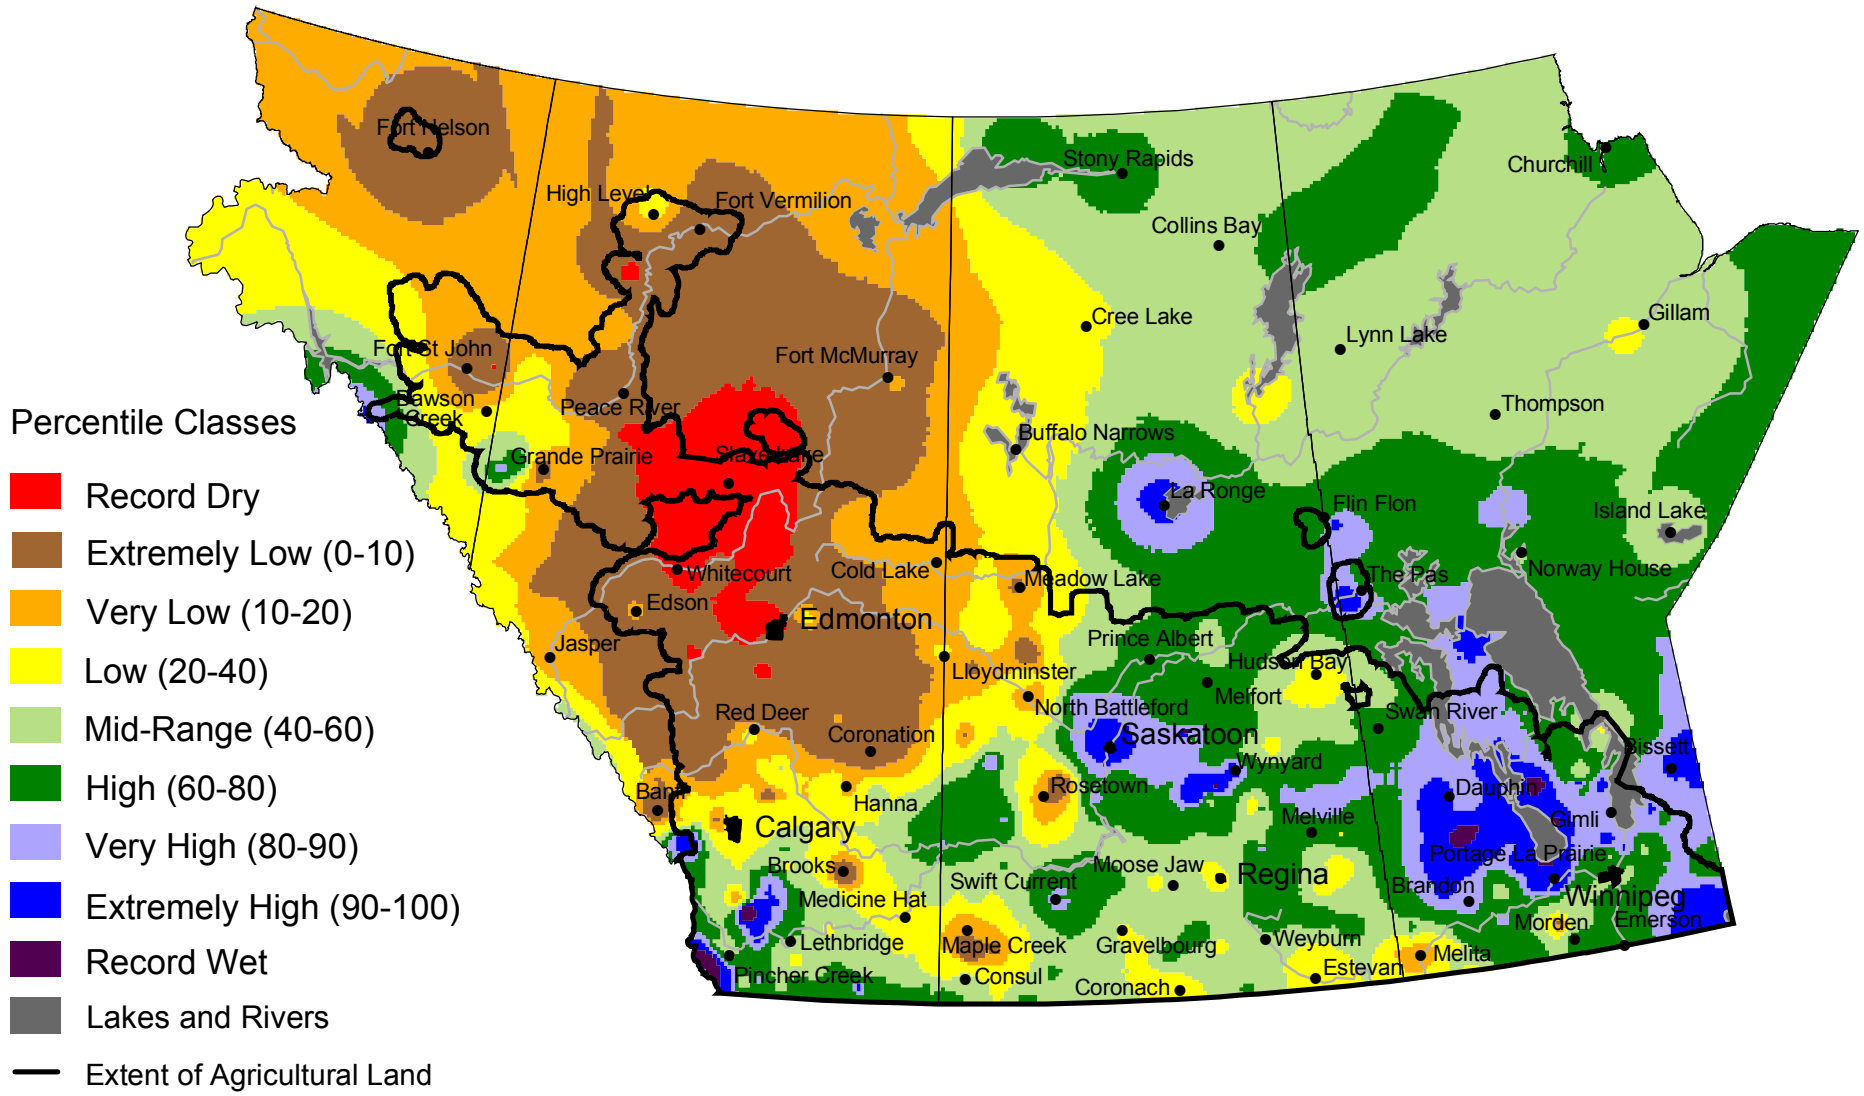 Fort Nelson
Churchill
Stony Rapids
High Level
Fort Vermilion
Collins Bay
Gillam
Cree Lake
Lynn Lake
Fort St John
Fort McMurray
Dawson
Creek
Peace River
Thompson
Buffalo Narrows
Grande Prairie
Slave Lake
La Ronge
Flin Flon
Island Lake
Whitecourt
Cold Lake
Meadow Lake
The Pas
Norway House
Edson
Edmonton
Jasper
Prince Albert
Hudson Bay
Lloydminster
Melfort
North Battleford
Swan River
Red Deer
Coronation
Saskatoon
Bissett
Wynyard
Banff
Hanna
Rosetown
Dauphin
Calgary
Melville
Gimli
Brooks
Moose Jaw
Regina
Portage La Prairie
Swift Current
Brandon
Winnipeg
Medicine Hat
Morden
Emerson
Lethbridge
Maple Creek
Gravelbourg
Weyburn
Melita
Pincher Creek
Consul
Coronach
Estevan
Percentile Classes
Record Dry
Extremely Low (0-10)
Very Low (10-20)
Low (20-40)
Mid-Range (40-60)
High (60-80)
Very High (80-90)
Extremely High (90-100)
Record Wet
Lakes and Rivers
Extent of Agricultural Land